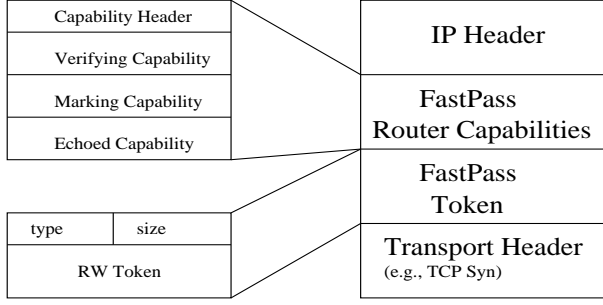 Capability Header
Verifying Capability
Marking Capability
Echoed Capability
type
size
RW Token
IP Header
FastPass
Router Capabilities
FastPass
Token
Transport Header
(e.g., TCP Syn)